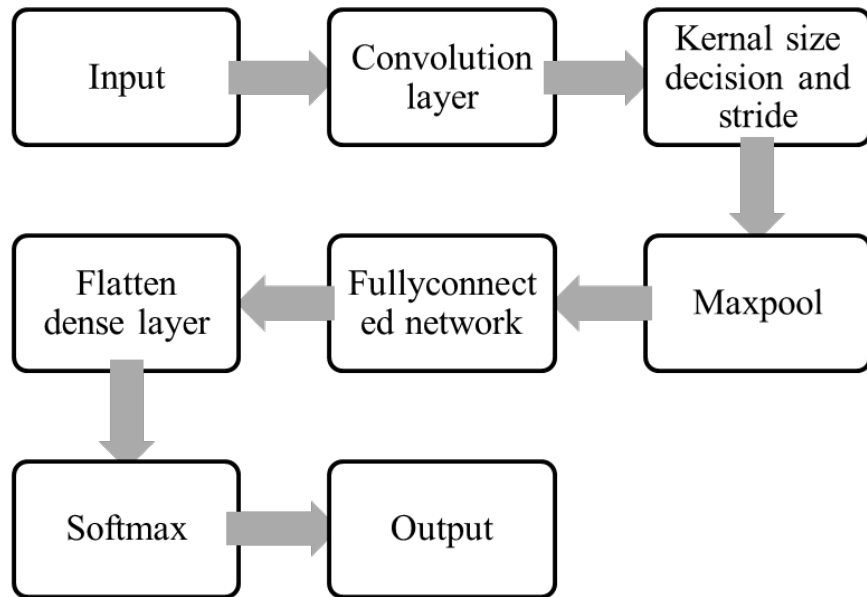 Input
Convolution
layer
Kernal size
decision and
stride
Maxpool
Fullyconnect
ed network
Flatten
dense layer
Softmax
Output